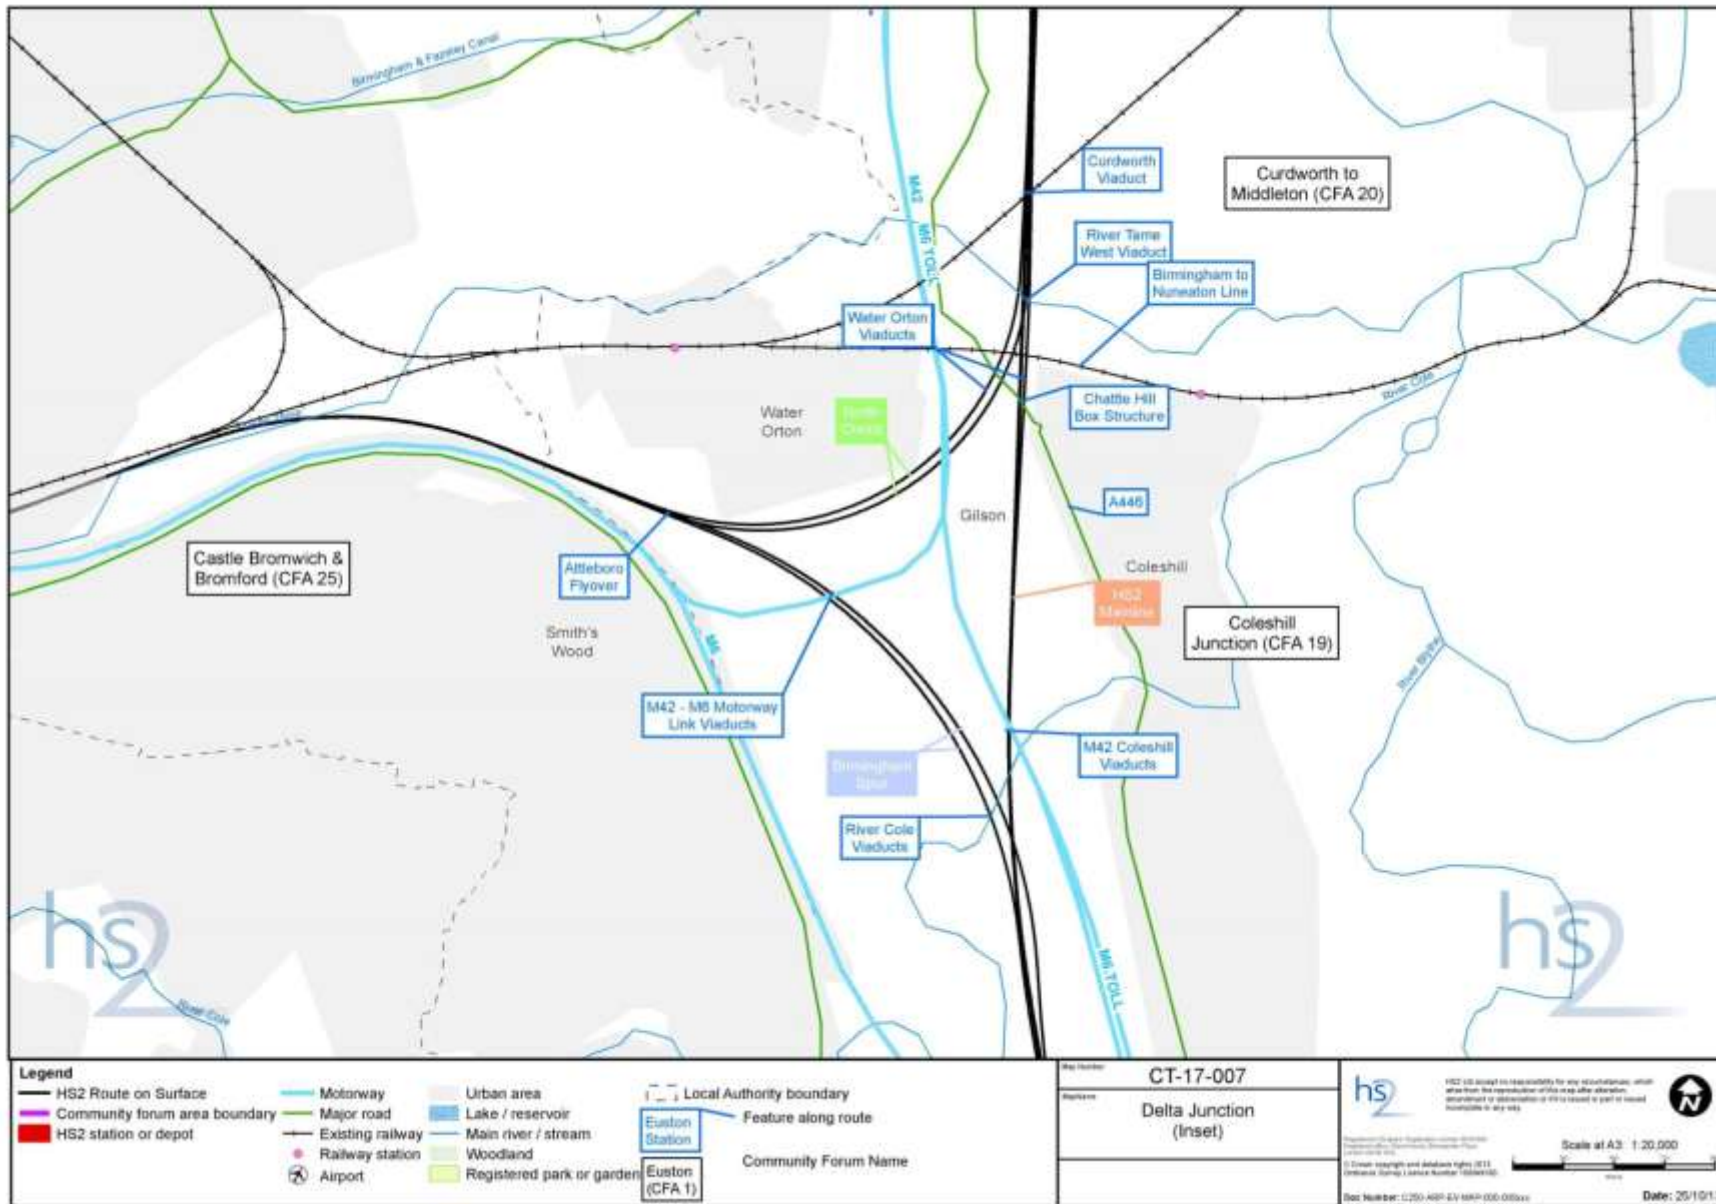 Birmingham & Fazeley Canal
M42
M6 TOLL
Curdworth
Viaduct
Curdworth to
Middleton (CFA 20)
River Tame
West Viaduct
Birmingham to
Nuneaton Line
Water Orton
Viaducts
Chattle Hill
Box Structure
River Cole
Water
Orton
A446
Gilson
Castle Bromwich &
Bromford (CFA 25)
Attleboro
Flyover
Coleshill
HS2
Mainline
Coleshill
Junction (CFA 19)
Smith's
Wood
M6
River Blythe
M42 - M6 Motorway
Link Viaducts
M42 Coleshill
Viaducts
Birmingham
Spur
River Cole
Viaducts
hs2
hs2
M6 TOLL
River Cole
Legend
HS2 Route on Surface
Community forum area boundary
HS2 station or depot
Motorway
Major road
Existing railway
Railway station
Airport
Urban area
Lake / reservoir
Main river / stream
Woodland
Registered park or garden
Local Authority boundary
Euston
Station
Feature along route
Euston
(CFA 1)
Community Forum Name
Map Number
CT-17-007
Map Name
Delta Junction
(Inset)
hs2
N
Scale at A3: 1:20,000